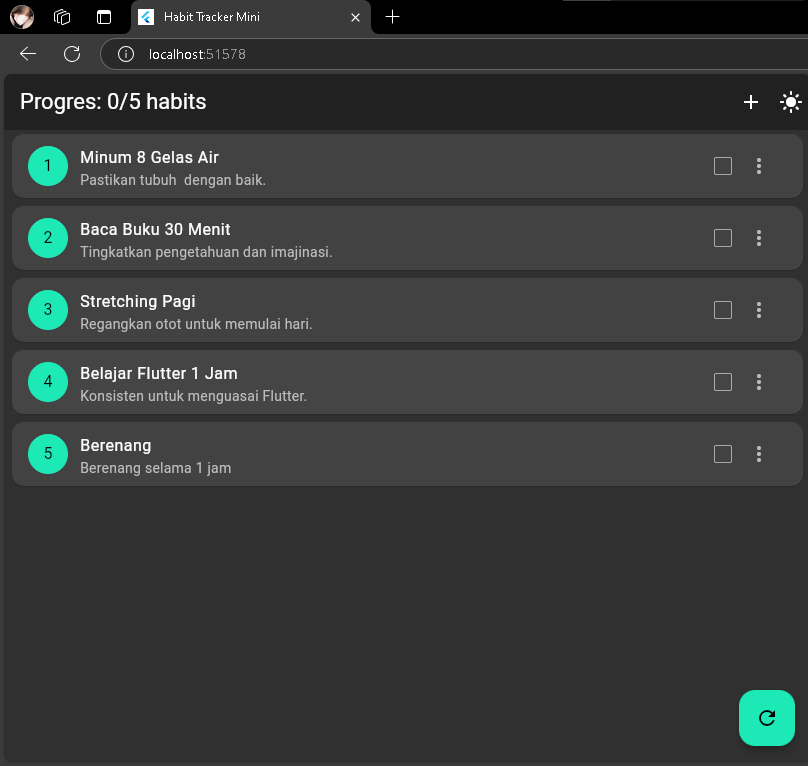 Habit Tracker Mini
localhost:51578
Progres: 0/5 habits
1
Minum 8 Gelas Air
Pastikan tubuh  dengan baik.
2
Baca Buku 30 Menit
Tingkatkan pengetahuan dan imajinasi.
3
Stretching Pagi
Regangkan otot untuk memulai hari.
4
Belajar Flutter 1 Jam
Konsisten untuk menguasai Flutter.
5
Berenang
Berenang selama 1 jam